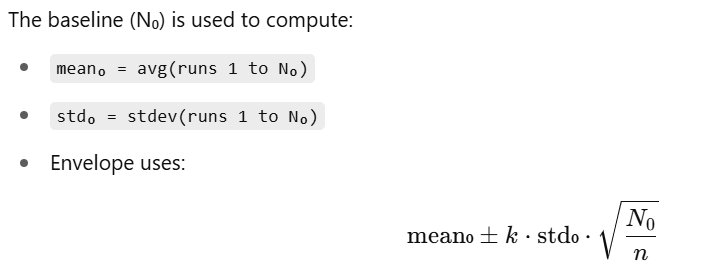 The baseline (N₀) is used to compute:
• mean₀ = avg(runs 1 to N₀)
• std₀ = stdev(runs 1 to N₀)
• Envelope uses:
mean₀ ± k · std₀ · √(N₀/n)